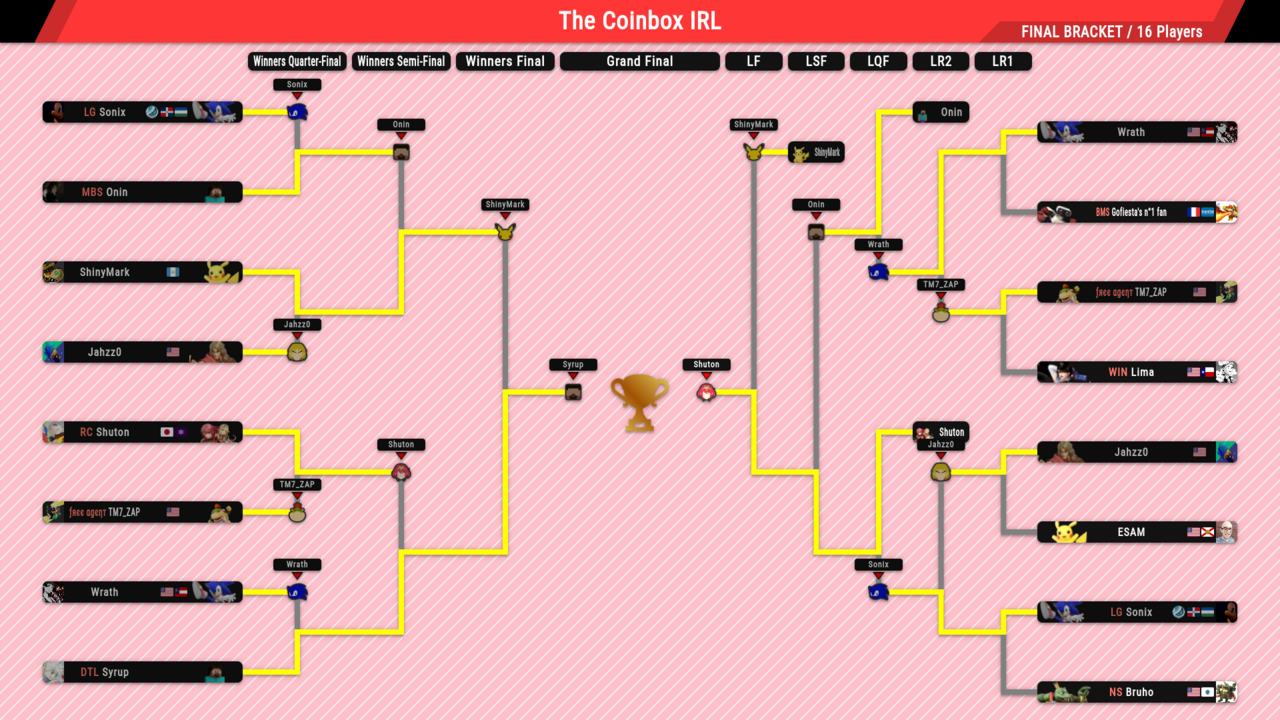 The Coinbox IRL
FINAL BRACKET / 16 Players
Winners Quarter-Final
Winners Semi-Final
Winners Final
Grand Final
LF
LSF
LQF
LR2
LR1
Sonix
LG Sonix
Onin
MBS Onin
ShinyMark
ShinyMark
Jahzz0
Jahzz0
RC Shuton
Shuton
TM7_ZAP
free agent TM7_ZAP
Wrath
Wrath
DTL Syrup
Syrup
Shuton
ShinyMark
ShinyMark
Onin
Onin
Wrath
TM7_ZAP
Shuton
Jahzz0
Sonix
Wrath
BMS Gofiesta's n°1 fan
free agent TM7_ZAP
WIN Lima
Jahzz0
ESAM
LG Sonix
NS Bruho